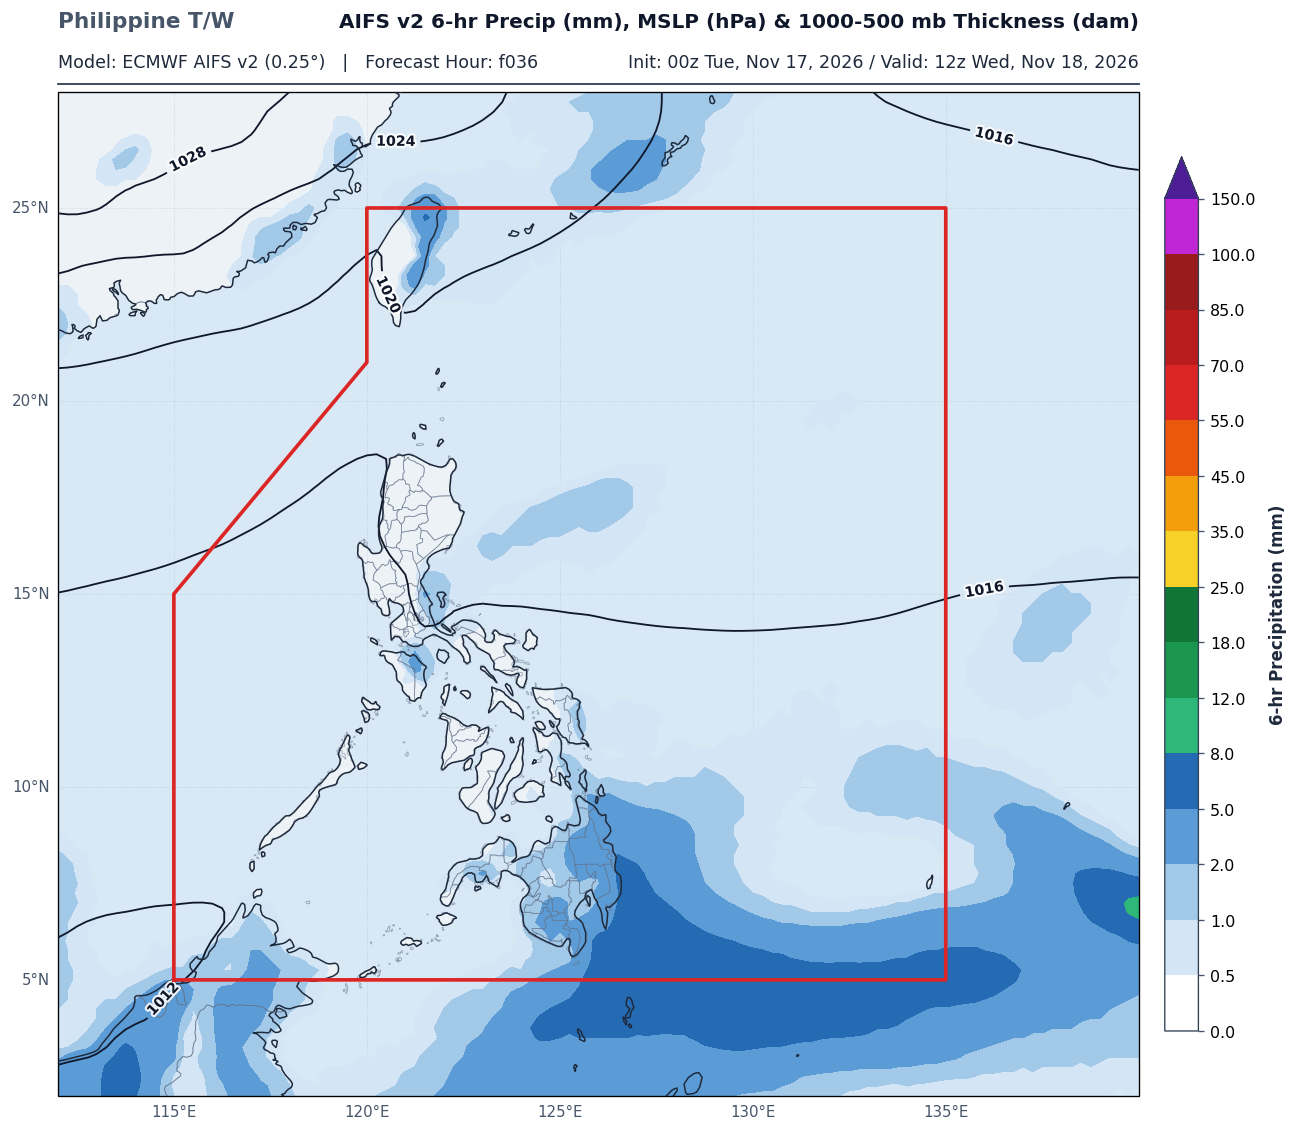 Philippine T/W
AIFS v2 6-hr Precip (mm), MSLP (hPa) & 1000-500 mb Thickness (dam)
Model: ECMWF AIFS v2 (0.25°)   |   Forecast Hour: f036
Init: 00z Tue, Nov 17, 2026 / Valid: 12z Wed, Nov 18, 2026
1028
1024
1016
1020
1016
1012
25°N
20°N
15°N
10°N
5°N
115°E
120°E
125°E
130°E
135°E
150.0
100.0
85.0
70.0
55.0
45.0
35.0
25.0
18.0
12.0
8.0
5.0
2.0
1.0
0.5
0.0
6-hr Precipitation (mm)